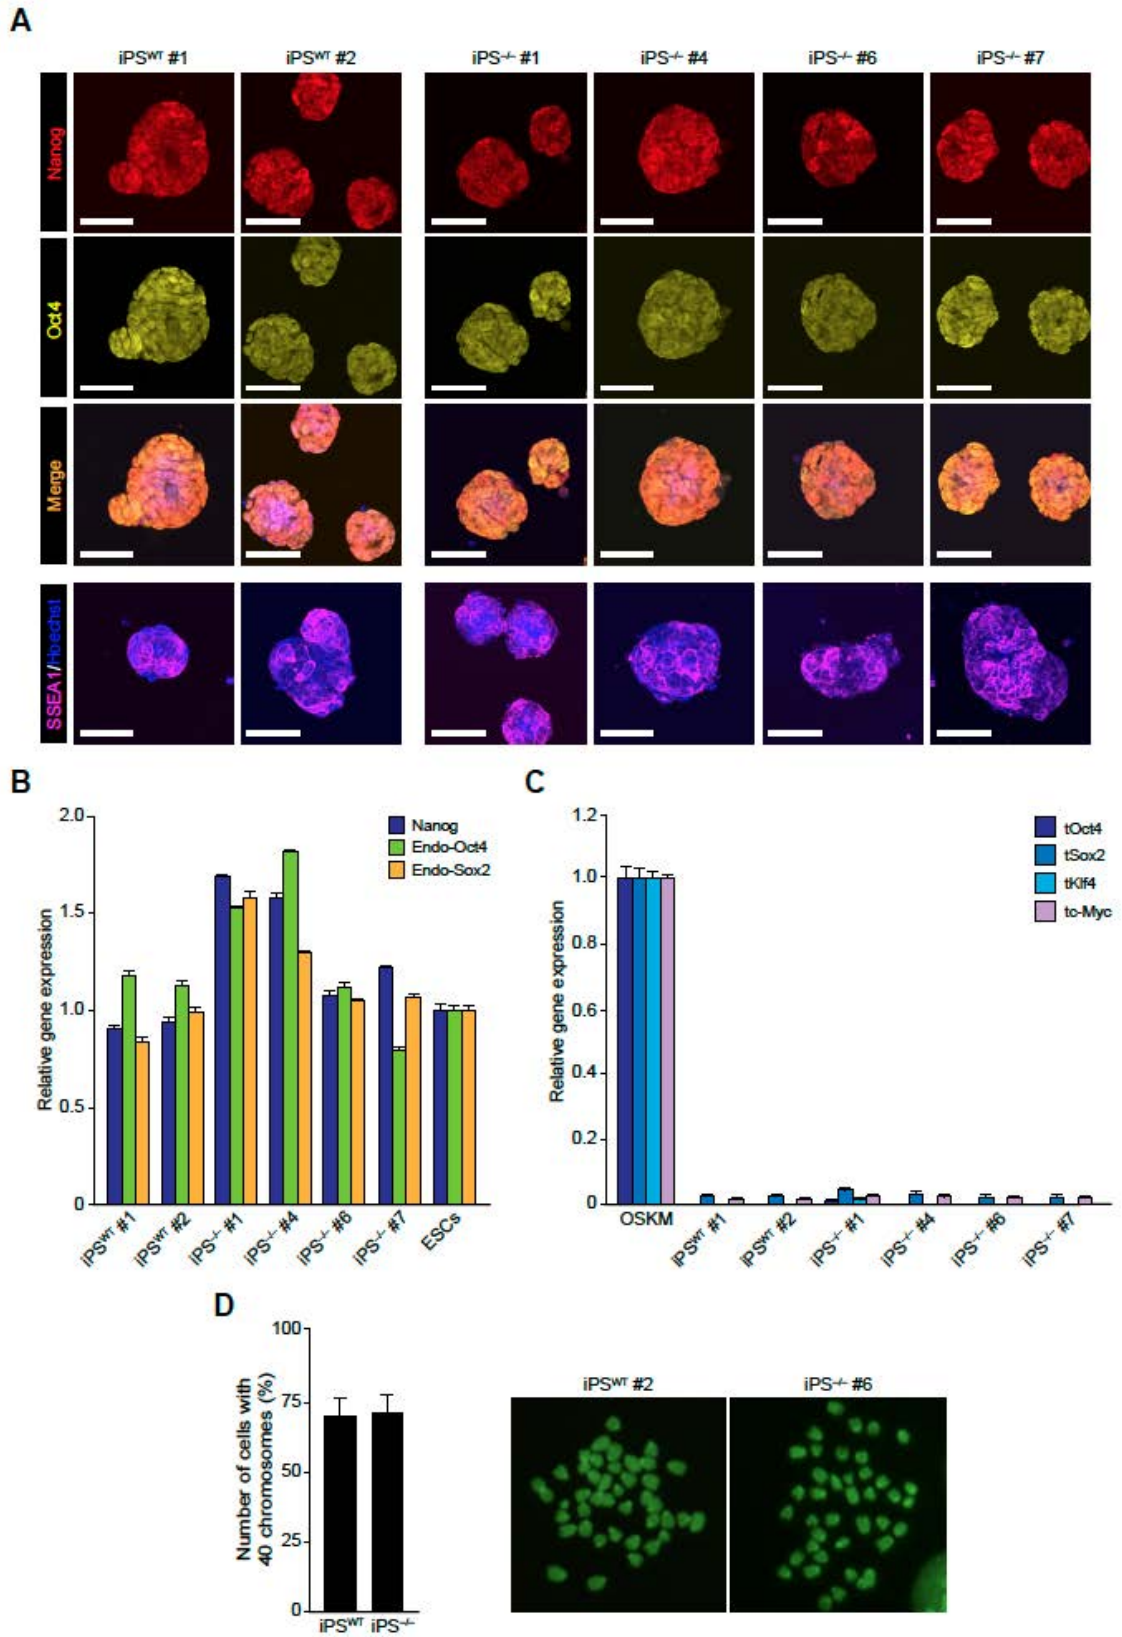 A
iPSWT #1 iPSWT #2 iPS–/– #1 iPS–/– #4 iPS–/– #6 iPS–/– #7
Nanog
Oct4
Merge
SSEA1/Hoechst
B
Relative gene expression
2.0
1.5
1.0
0.5
0
Nanog
Endo-Oct4
Endo-Sox2
iPSWT #1 iPSWT #2 iPS–/– #1 iPS–/– #4 iPS–/– #6 iPS–/– #7 ESCs
C
Relative gene expression
1.2
1.0
0.8
0.6
0.4
0.2
0
tOct4
tSox2
tKlf4
tc-Myc
OSKM iPSWT #1 iPSWT #2 iPS–/– #1 iPS–/– #4 iPS–/– #6 iPS–/– #7
D
Number of cells with
40 chromosomes (%)
100
75
50
25
0
iPSWT iPS–/–
iPSWT #2 iPS–/– #6